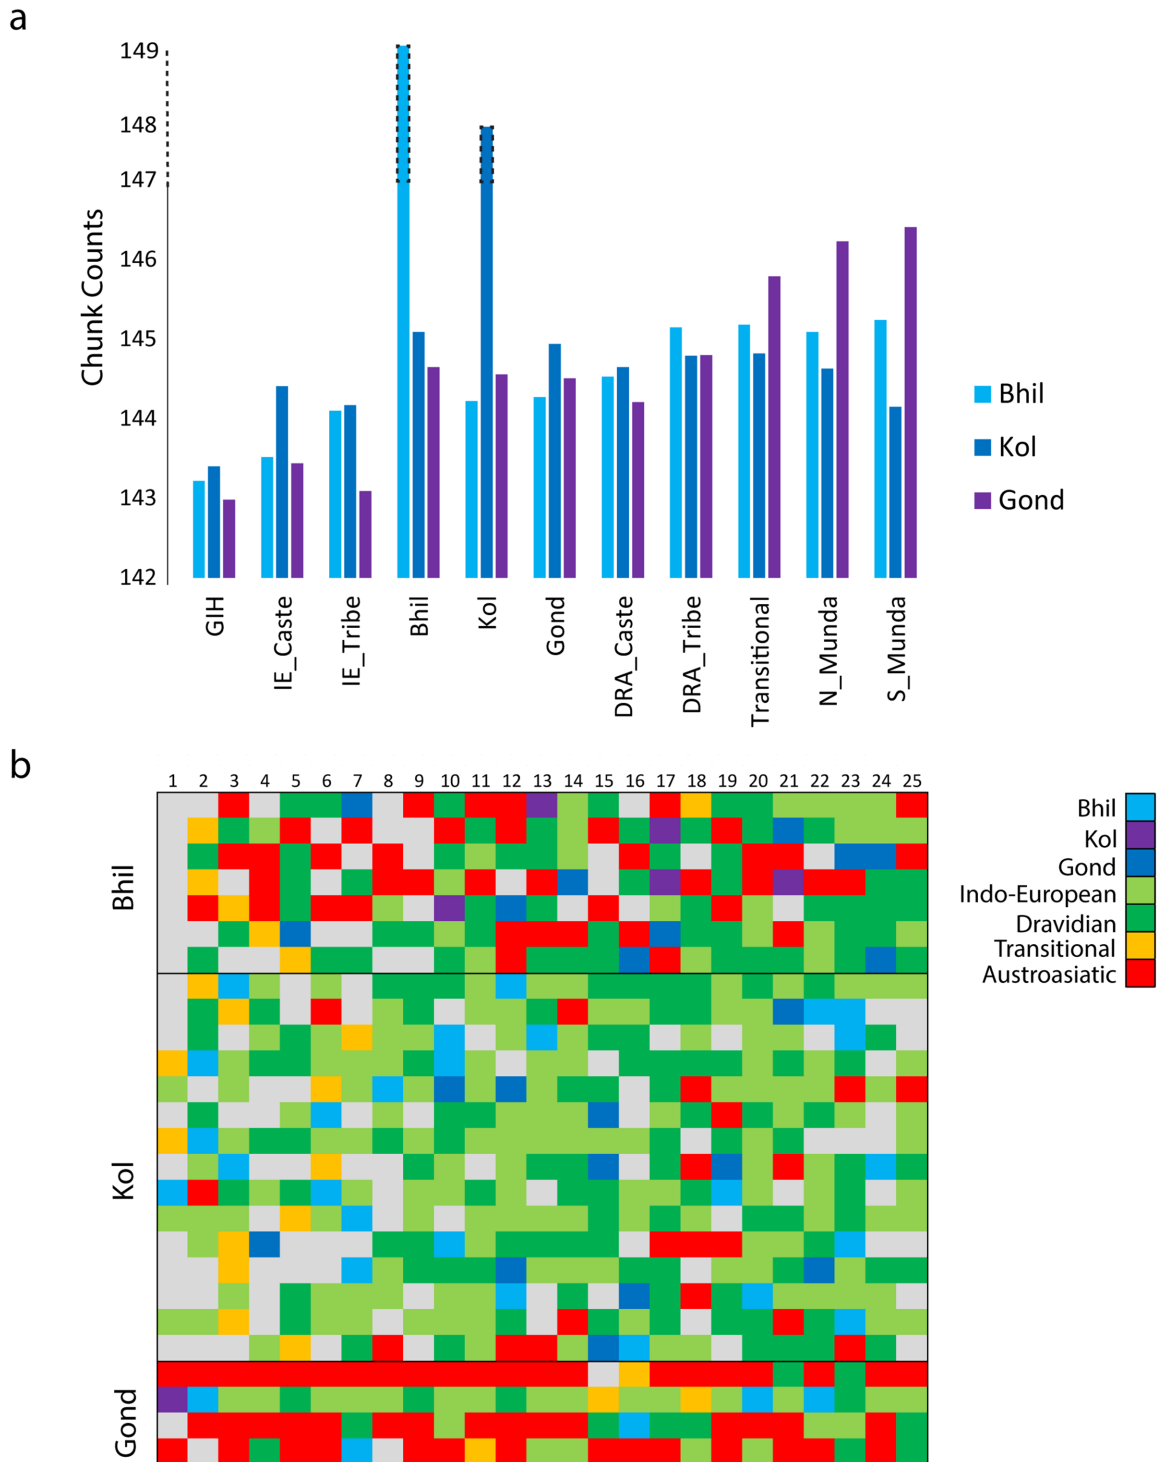 a
149
148
147
146
145
144
143
142
Chunk Counts
GIH
IE_Caste
IE_Tribe
Bhil
Kol
Gond
DRA_Caste
DRA_Tribe
Transitional
N_Munda
S_Munda
Bhil
Kol
Gond
b
1 2 3 4 5 6 7 8 9 10 11 12 13 14 15 16 17 18 19 20 21 22 23 24 25
Bhil
Kol
Gond
Bhil
Kol
Gond
Indo-European
Dravidian
Transitional
Austroasiatic